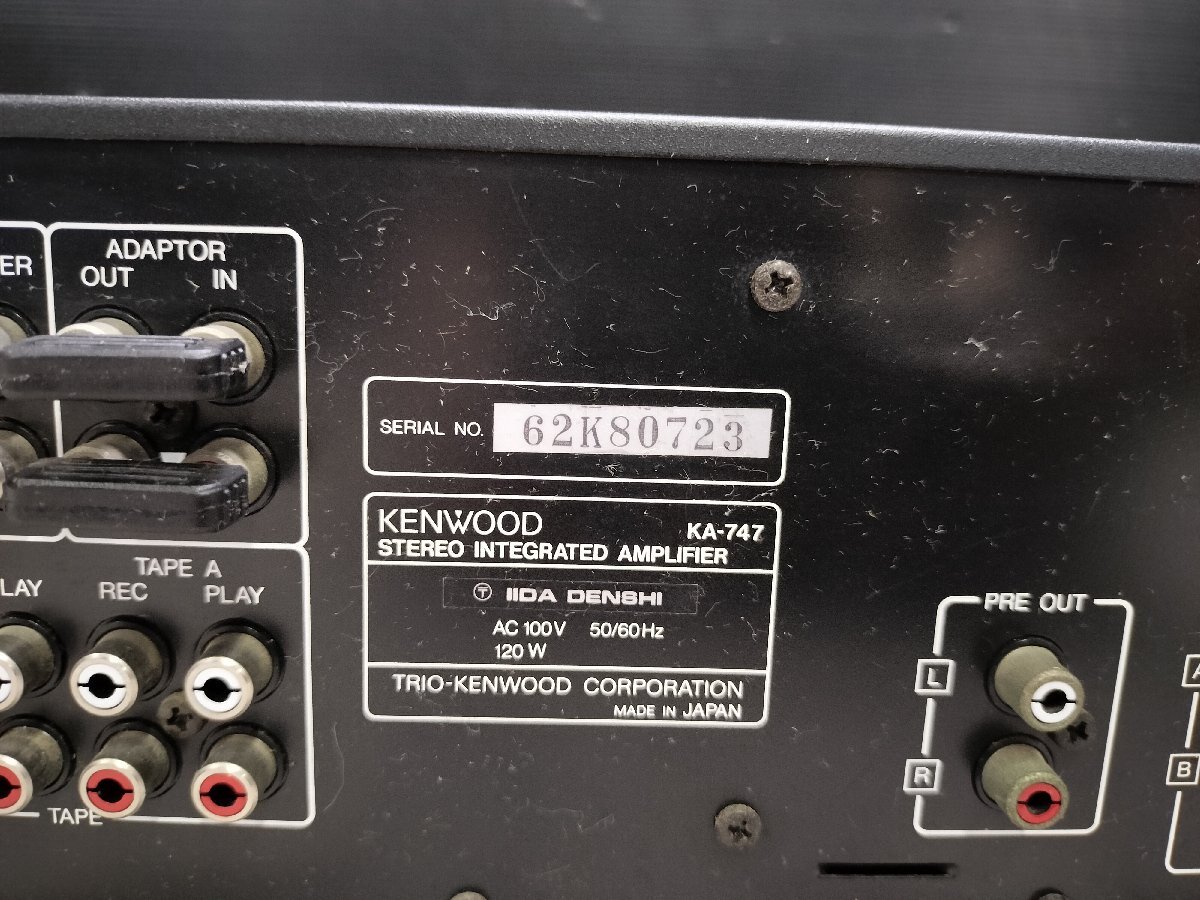 ER
ADAPTOR
OUT IN
SERIAL NO. 62K80723
KENWOOD KA-747
STEREO INTEGRATED AMPLIFIER
Ⓣ IIDA DENSHI
AC 100V 50/60Hz
120 W
TRIO-KENWOOD CORPORATION
MADE IN JAPAN
TAPE A
LAY REC PLAY
TAPE
PRE OUT
L
R
A
B